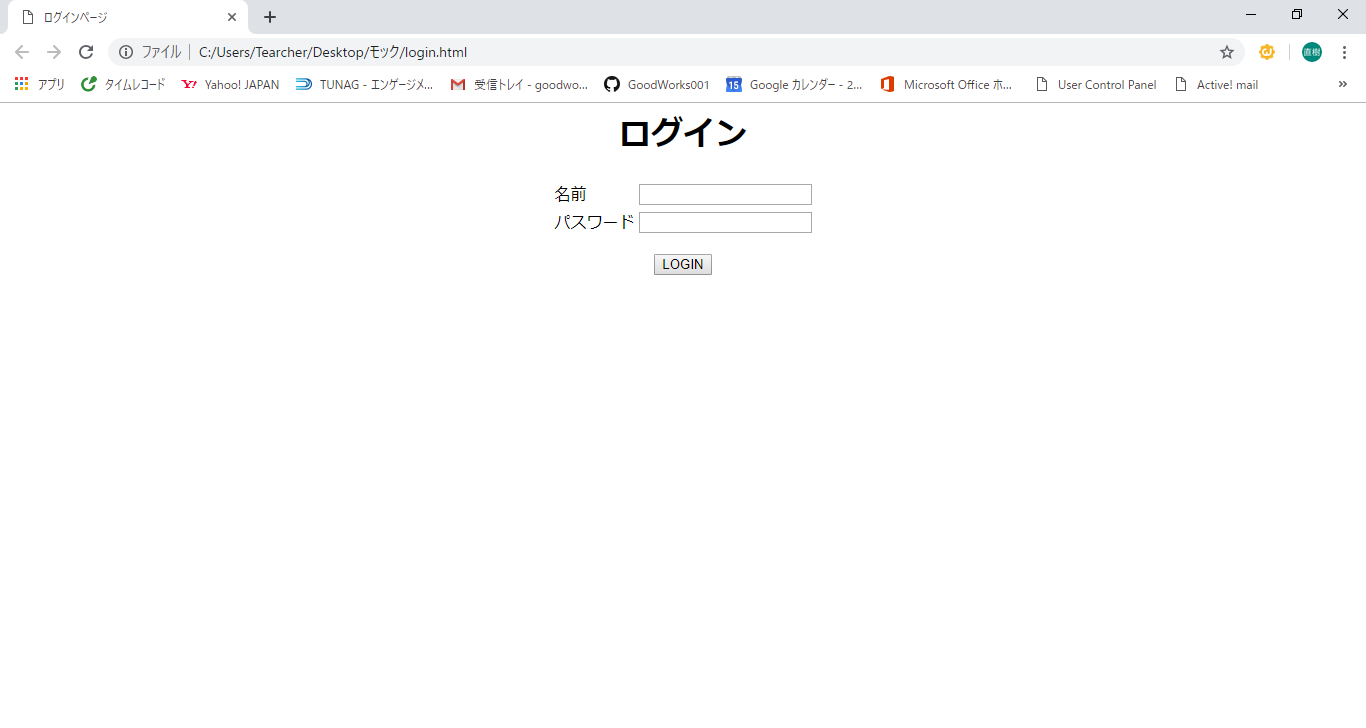 ログインページ
ファイル | C:/Users/Tearcher/Desktop/モック/login.html
直樹
アプリ タイムレコード Yahoo! JAPAN TUNAG - エンゲージメ... 受信トレイ - goodwo... GoodWorks001 15 Google カレンダー - 2... Microsoft Office ホ... User Control Panel Active! mail »
ログイン
名前
パスワード
LOGIN